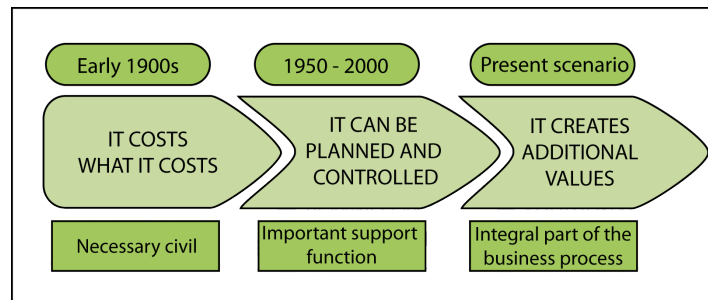 Early 1900s
1950 - 2000
Present scenario
IT COSTS
WHAT IT COSTS
IT CAN BE
PLANNED AND
CONTROLLED
IT CREATES
ADDITIONAL
VALUES
Necessary civil
Important support
function
Integral part of the
business process